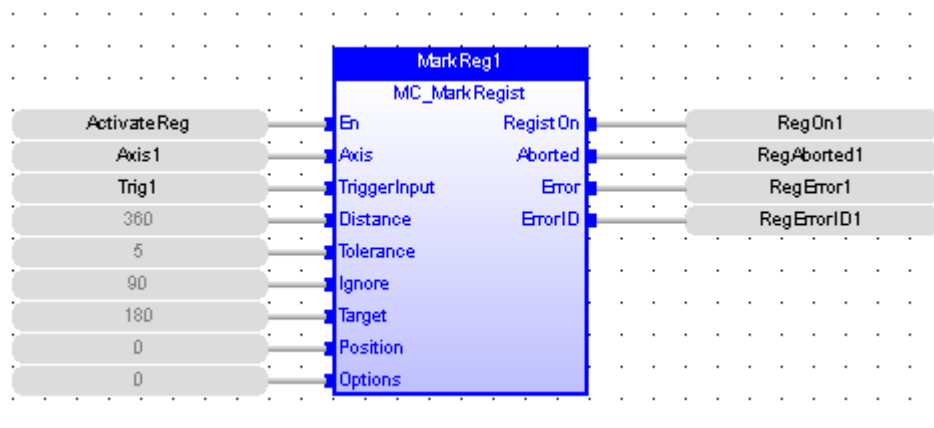 MarkReg1
MC_MarkRegist
ActivateReg En RegistOn RegOn1
Axis1 Axis Aborted RegAborted1
Trig1 TriggerInput Error RegError1
360 Distance ErrorID RegErrorID1
5 Tolerance
90 Ignore
180 Target
0 Position
0 Options